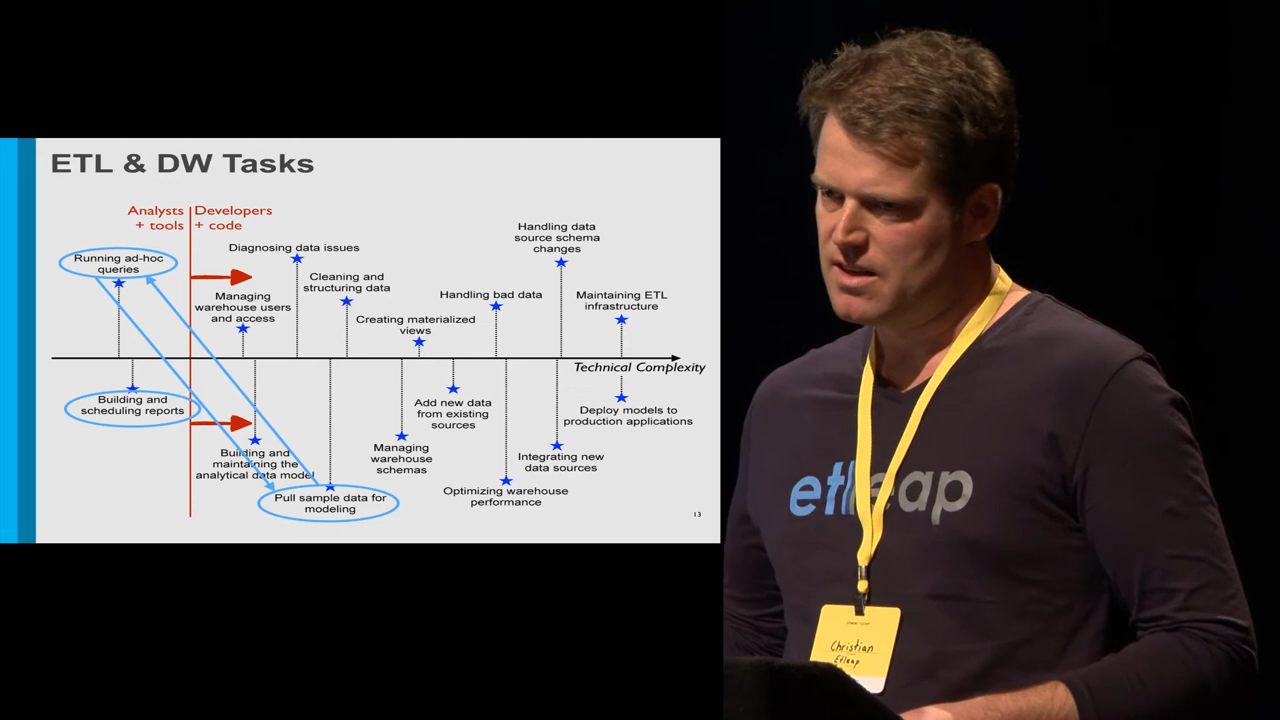 ETL & DW Tasks
Analysts
+ tools
Developers
+ code
Running ad-hoc
queries
Diagnosing data issues
Managing
warehouse users
and access
Cleaning and
structuring data
Creating materialized
views
Handling bad data
Handling data
source schema
changes
Maintaining ETL
infrastructure
Technical Complexity
Building and
scheduling reports
Building and
maintaining the
analytical data model
Pull sample data for
modeling
Managing
warehouse
schemas
Add new data
from existing
sources
Optimizing warehouse
performance
Integrating new
data sources
Deploy models to
production applications
13
etleap
Christian
Etleap